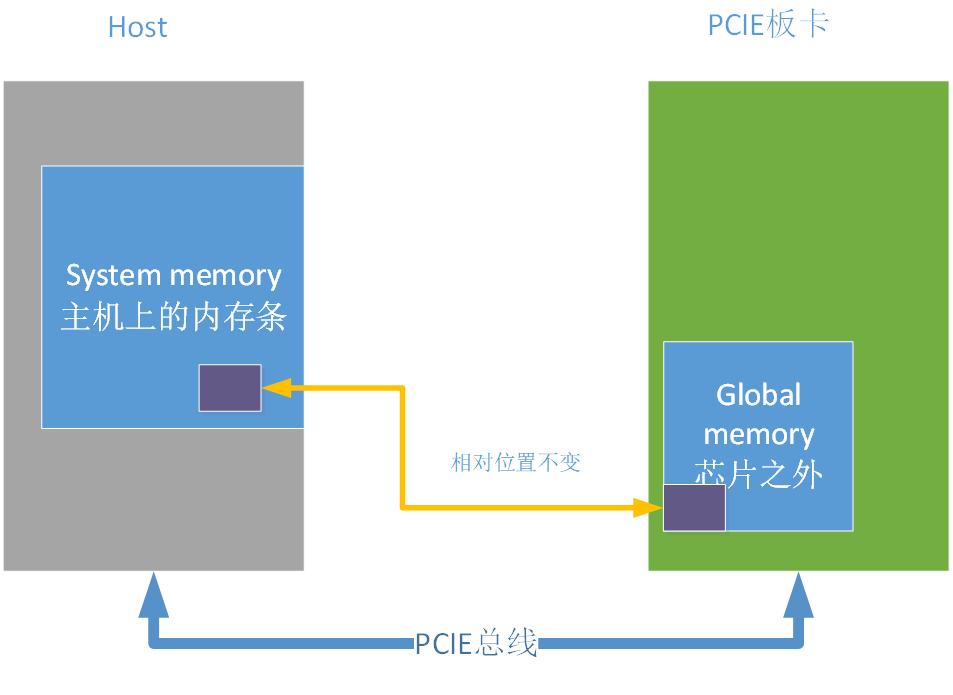 Host
PCIE板卡
System memory
主机上的内存条
Global
memory
芯片之外
相对位置不变
PCIE总线